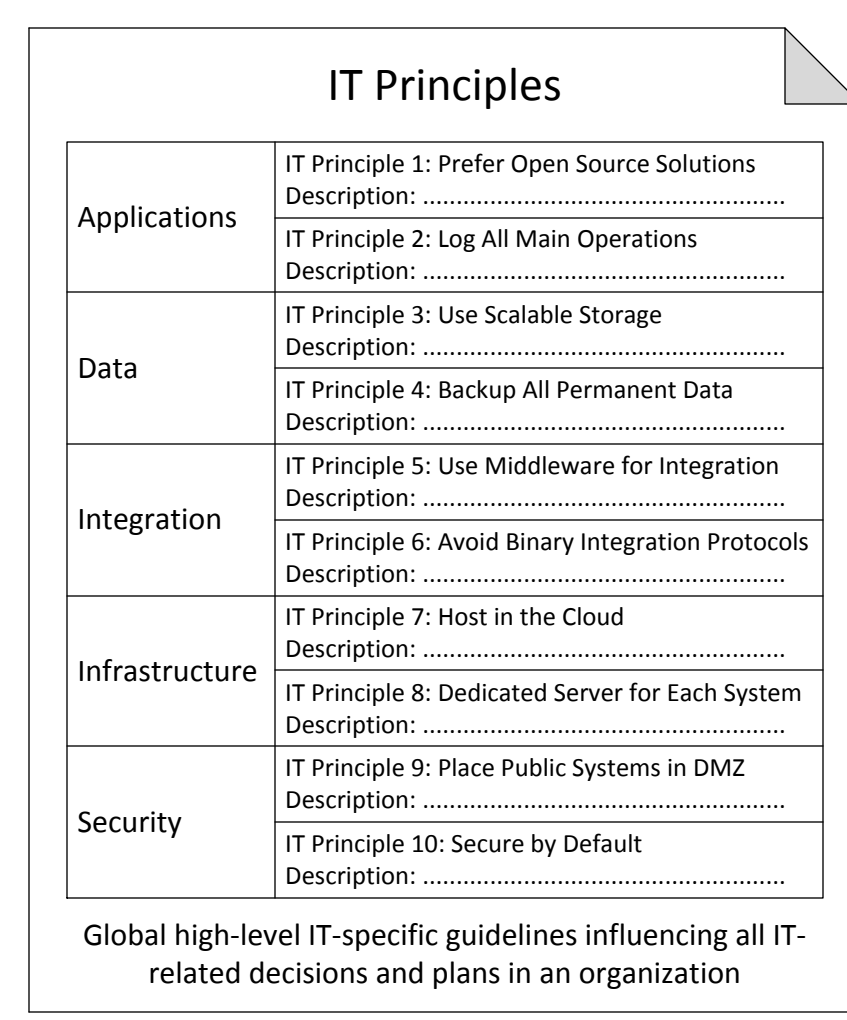 IT Principles
Applications
IT Principle 1: Prefer Open Source Solutions
Description: ......................................................
IT Principle 2: Log All Main Operations
Description: ......................................................
Data
IT Principle 3: Use Scalable Storage
Description: ......................................................
IT Principle 4: Backup All Permanent Data
Description: ......................................................
Integration
IT Principle 5: Use Middleware for Integration
Description: ......................................................
IT Principle 6: Avoid Binary Integration Protocols
Description: ......................................................
Infrastructure
IT Principle 7: Host in the Cloud
Description: ......................................................
IT Principle 8: Dedicated Server for Each System
Description: ......................................................
Security
IT Principle 9: Place Public Systems in DMZ
Description: ......................................................
IT Principle 10: Secure by Default
Description: ......................................................
Global high-level IT-specific guidelines influencing all IT-
related decisions and plans in an organization